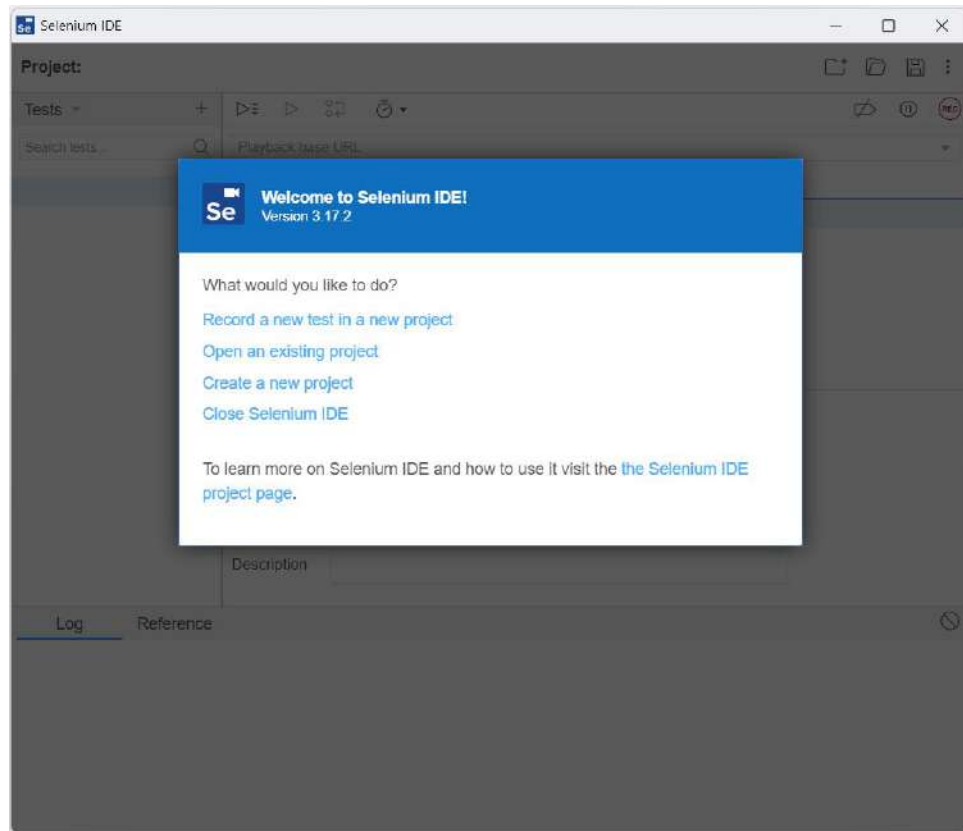 Selenium IDE
Project:
Tests
Search tests...
Playback base URL
Se
Welcome to Selenium IDE!
Version 3.17.2
What would you like to do?
Record a new test in a new project
Open an existing project
Create a new project
Close Selenium IDE
To learn more on Selenium IDE and how to use it visit the the Selenium IDE
project page.
Description
Log
Reference